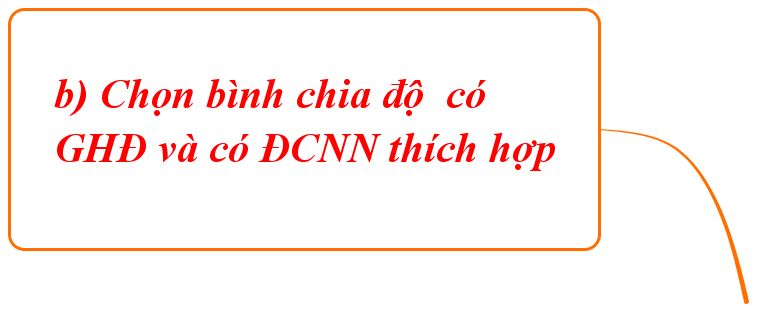 b) Chọn bình chia độ có
GHĐ và có ĐCNN thích hợp